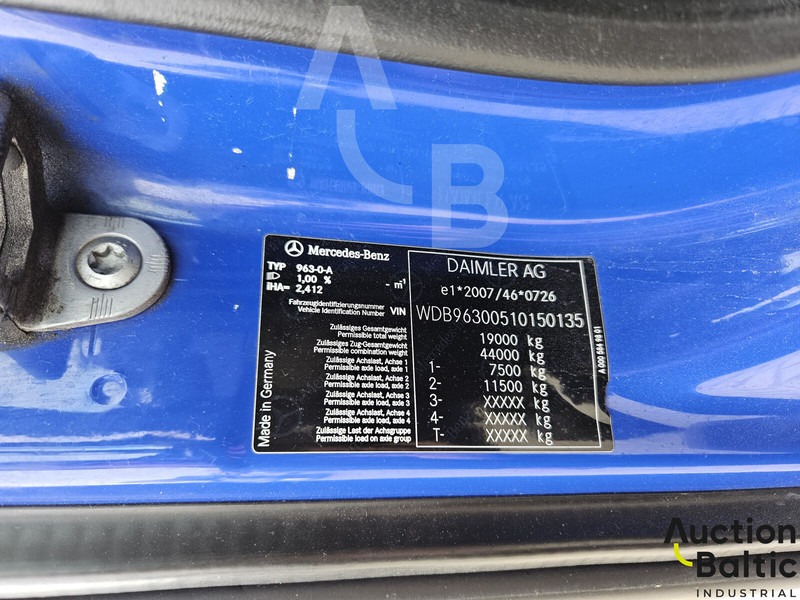 AB
Mercedes-Benz
TYP 963-0-A
1,00 %
iHA= 2,412 - m¹
Fahrzeugidentifizierungsnummer
Vehicle Identification Number VIN
Zulässiges Gesamtgewicht
Permissible total weight
Zulässiges Zug-Gesamtgewicht
Permissible combination weight
Zulässige Achslast, Achse 1
Permissible axle load, axle 1
Zulässige Achslast, Achse 2
Permissible axle load, axle 2
Zulässige Achslast, Achse 3
Permissible axle load, axle 3
Zulässige Achslast, Achse 4
Permissible axle load, axle 4
Zulässige Last der Achsgruppe
Permissible load on axle group
Made in Germany
DAIMLER AG
e1*2007/46*0726
WDB96300510150135
19000 kg
44000 kg
1- 7500 kg
2- 11500 kg
3- XXXXX kg
4- XXXXX kg
T- XXXXX kg
Auction
Baltic
INDUSTRIAL